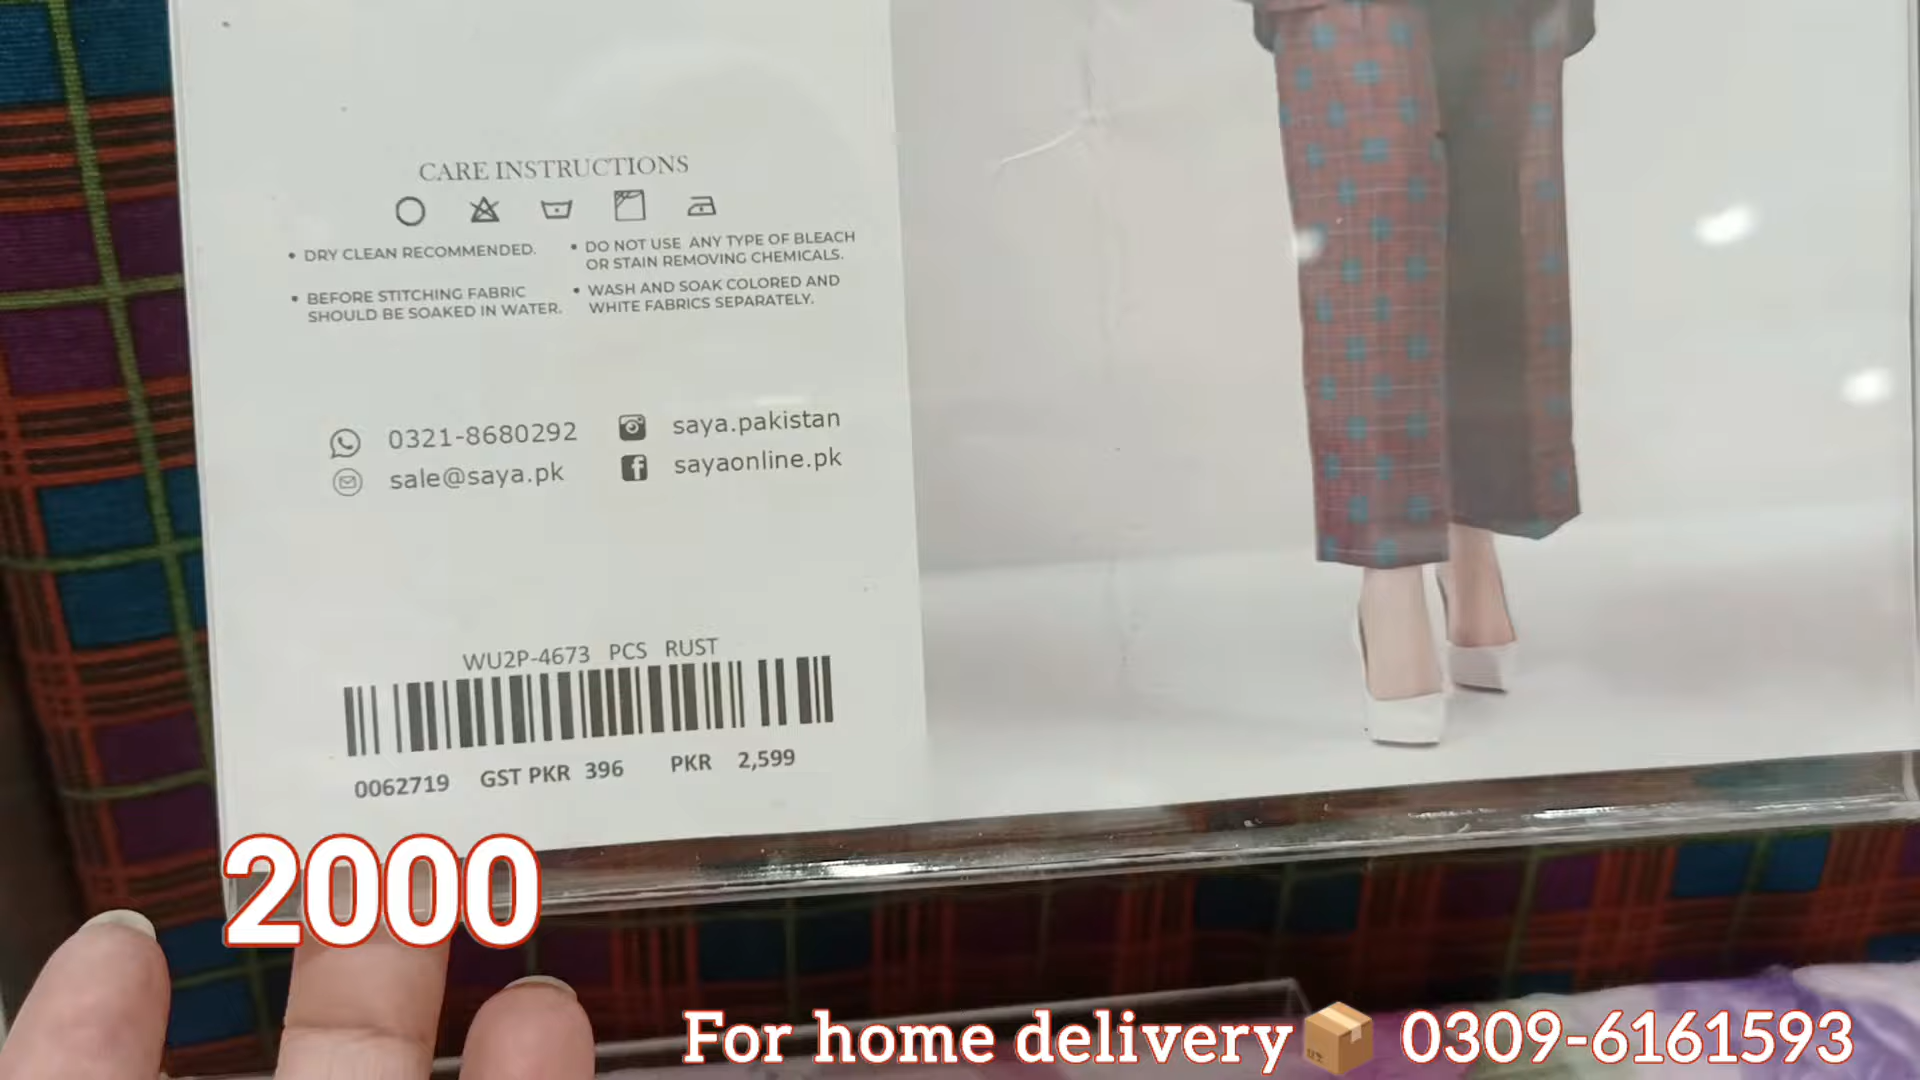 CARE INSTRUCTIONS
• DRY CLEAN RECOMMENDED.
• BEFORE STITCHING FABRIC
SHOULD BE SOAKED IN WATER.
• DO NOT USE ANY TYPE OF BLEACH
OR STAIN REMOVING CHEMICALS.
• WASH AND SOAK COLORED AND
WHITE FABRICS SEPARATELY.
0321-8680292
sale@saya.pk
saya.pakistan
sayaonline.pk
WU2P-4673 PCS RUST
0062719 GST PKR 396 PKR 2,599
2000
For home delivery📦 0309-6161593